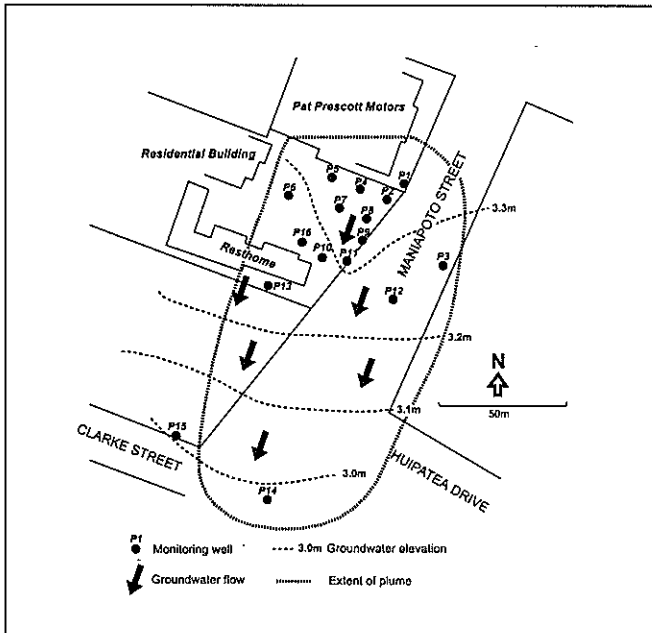 Pat Prescott Motors
Residential Building
P5
P4
P1
P2
P6
P7
P8
MANIAPOTO STREET
3.3m
P16
P10
P9
P11
Resthome
P3
P13
P12
3.2m
N
50m
3.1m
P15
CLARKE STREET
HUIPATEA DRIVE
3.0m
P14
P1
Monitoring well
3.0m Groundwater elevation
Groundwater flow
Extent of plume